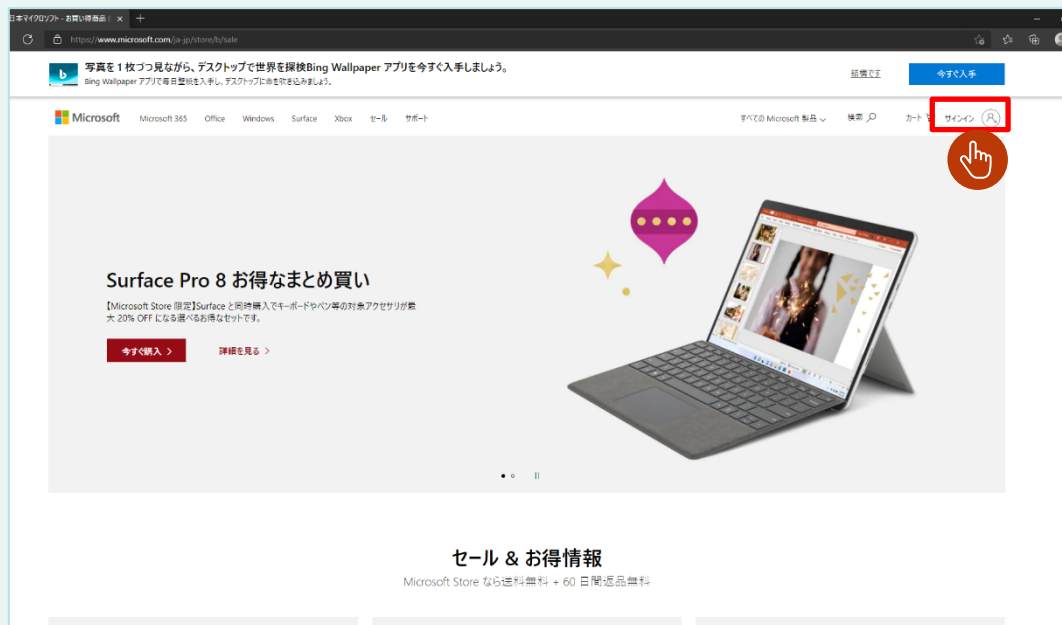 日本マイクロソフト - お買い得商品 (
https://www.microsoft.com/ja-jp/store/b/sale
写真を 1 枚づつ見ながら、デスクトップで世界を探検Bing Wallpaper アプリを今すぐ入手しましょう。
Bing Wallpaper アプリで毎日壁紙を入手し、デスクトップに命を吹き込みましょう。
結構です
今すぐ入手
Microsoft
Microsoft 365 Office Windows Surface Xbox セール サポート
すべての Microsoft 製品 検索 カート サインイン
Surface Pro 8 お得なまとめ買い
【Microsoft Store 限定】Surface と同時購入でキーボードやペン等の対象アクセサリが最
大 20% OFF になる選べるお得なセットです。
今すぐ購入 詳細を見る
セール & お得情報
Microsoft Store なら送料無料 + 60 日間返品無料